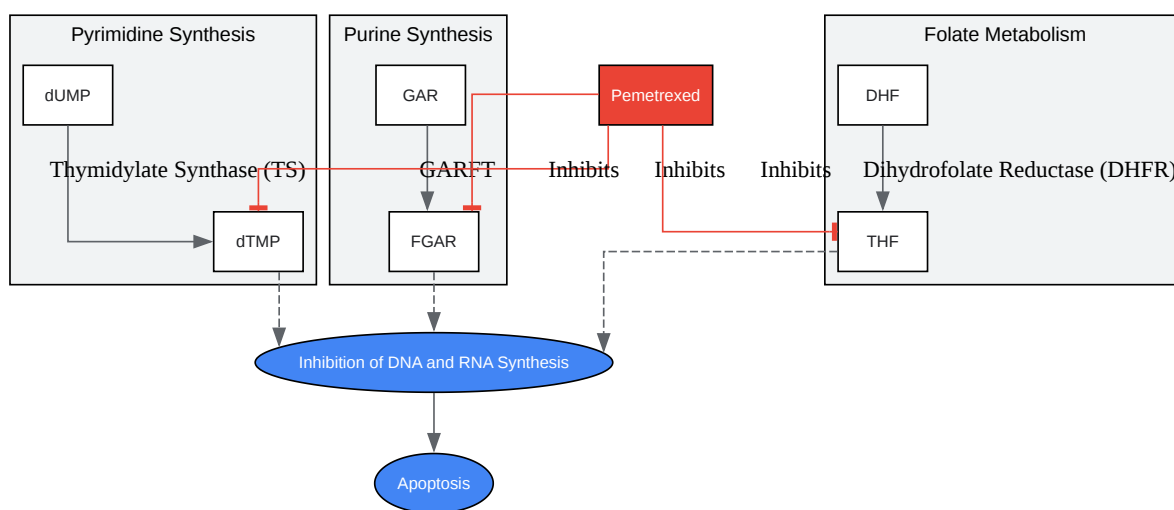 Pyrimidine Synthesis
Purine Synthesis
Folate Metabolism
dUMP
GAR
Pemetrexed
DHF
Thymidylate Synthase (TS)
GARFT
Inhibits
Inhibits
Inhibits
Dihydrofolate Reductase (DHFR)
dTMP
FGAR
THF
Inhibition of DNA and RNA Synthesis
Apoptosis